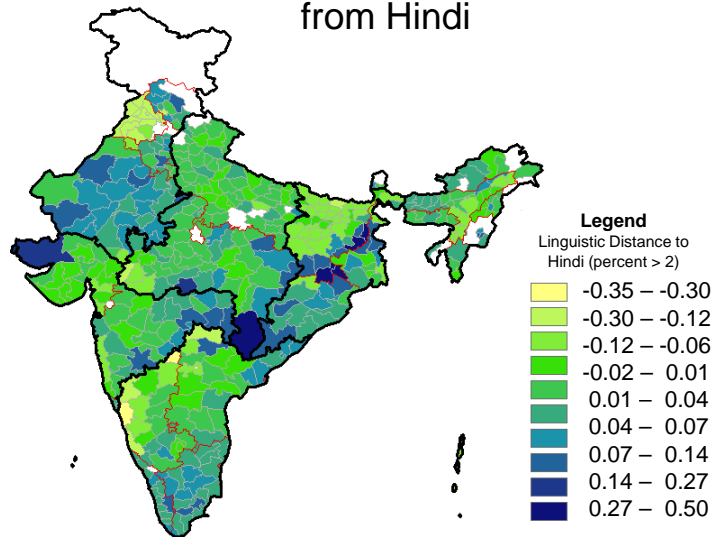 from Hindi
Legend
Linguistic Distance to
Hindi (percent > 2)
-0.35 – -0.30
-0.30 – -0.12
-0.12 – -0.06
-0.02 – 0.01
0.01 – 0.04
0.04 – 0.07
0.07 – 0.14
0.14 – 0.27
0.27 – 0.50